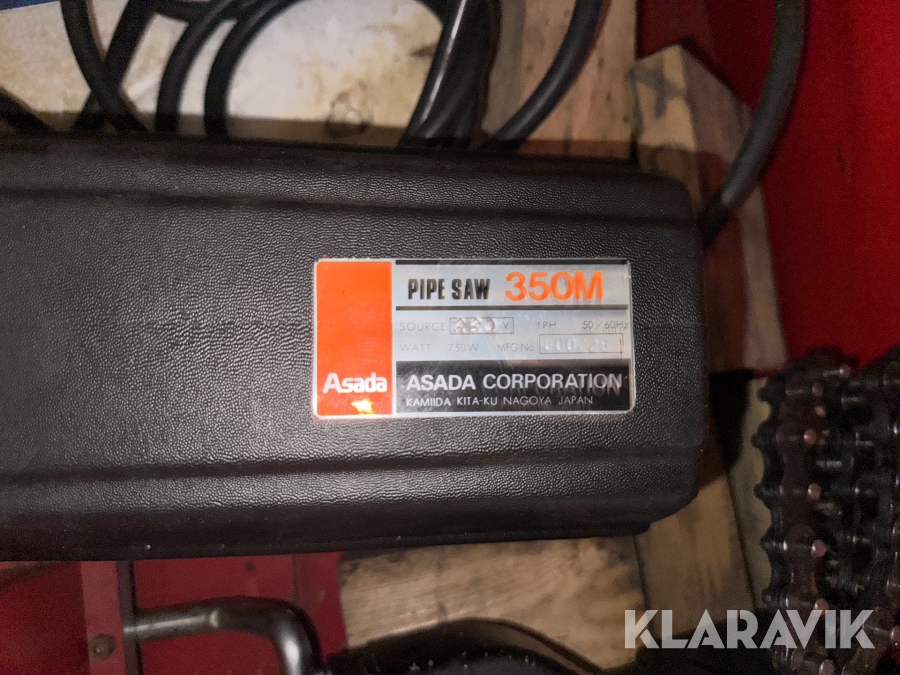 PIPE SAW 350M
SOURCE V 1PH 50/60Hz
WATT 750W MFG.No
Asada
ASADA CORPORATION
KAMIIDA KITA-KU NAGOYA JAPAN
KLARAVIK